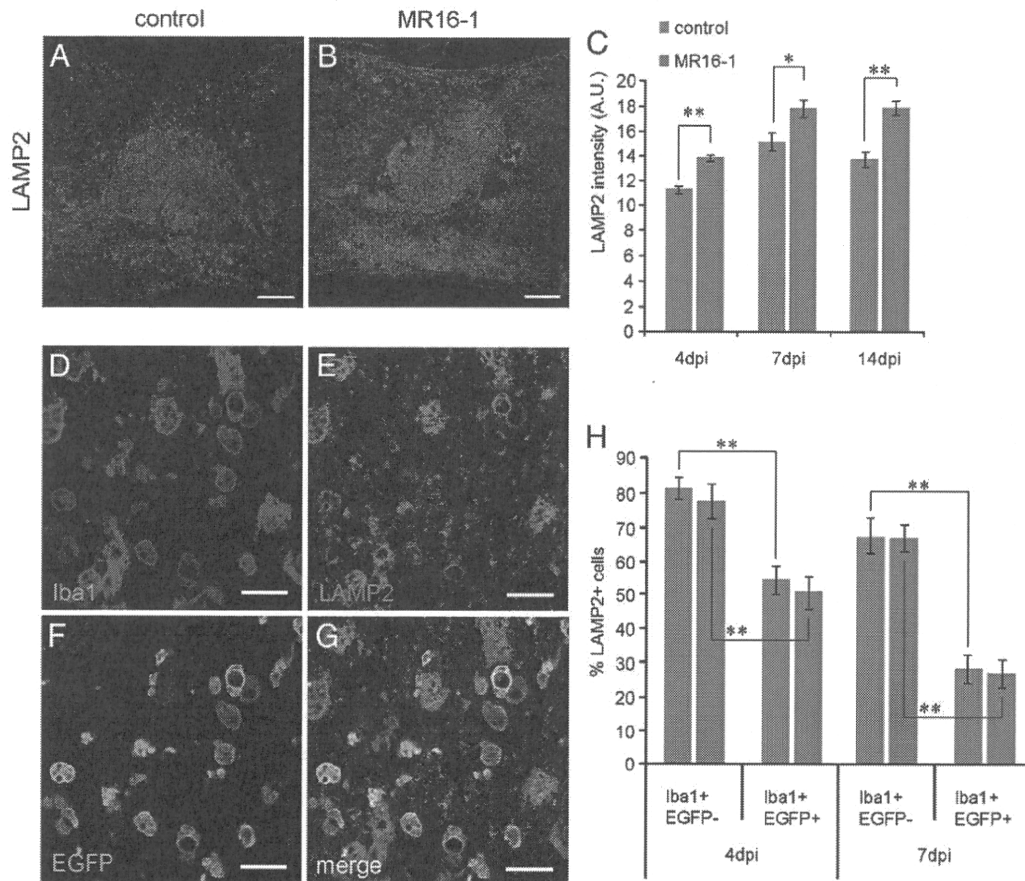 control
MR16-1
LAMP2
A
B
C
control
MR16-1
LAMP2 intensity (A.U.)
20
18
16
14
12
10
8
6
4
2
0
**
*
**
4dpi
7dpi
14dpi
D
Iba1
E
LAMP2
F
EGFP
G
merge
H
% LAMP2+ cells
90
80
70
60
50
40
30
20
10
0
**
**
**
**
Iba1+ EGFP-
Iba1+ EGFP+
Iba1+ EGFP-
Iba1+ EGFP+
4dpi
7dpi